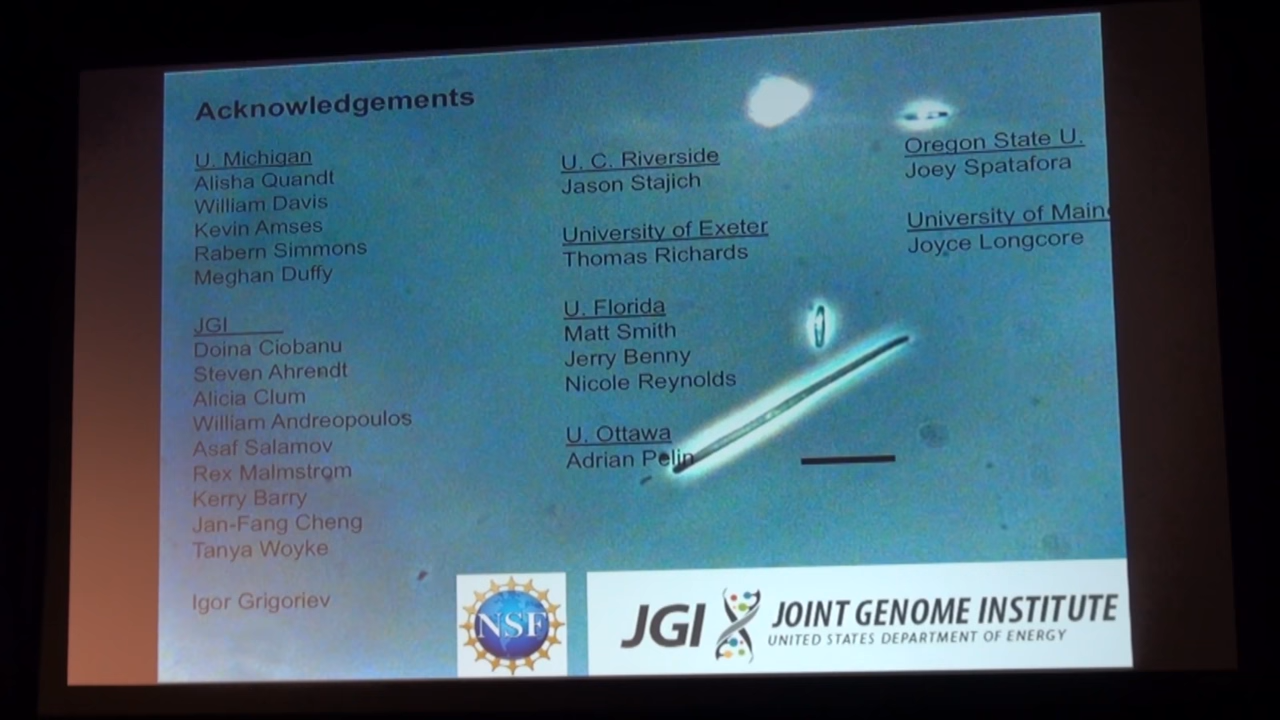 Acknowledgements
U. Michigan
Alisha Quandt
William Davis
Kevin Amses
Rabern Simmons
Meghan Duffy
JGI
Doina Ciobanu
Steven Ahrendt
Alicia Clum
William Andreopoulos
Asaf Salamov
Rex Malmstrom
Kerry Barry
Jan-Fang Cheng
Tanya Woyke
Igor Grigoriev
U. C. Riverside
Jason Stajich
University of Exeter
Thomas Richards
U. Florida
Matt Smith
Jerry Benny
Nicole Reynolds
U. Ottawa
Adrian Pelin
Oregon State U.
Joey Spatafora
University of Maine
Joyce Longcore
NSF
JGI JOINT GENOME INSTITUTE
UNITED STATES DEPARTMENT OF ENERGY